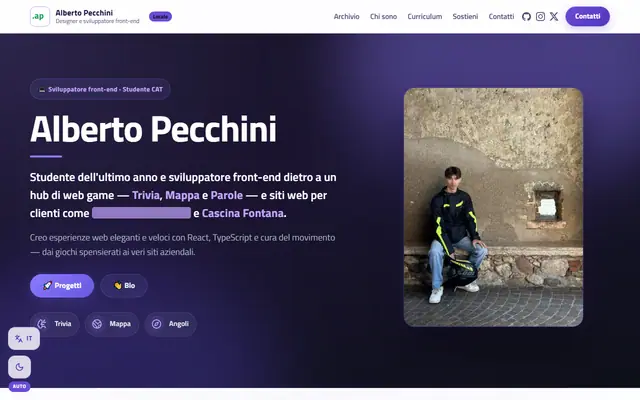 .ap
Alberto Pecchini
Designer e sviluppatore front-end
Locale
Archivio
Chi sono
Curriculum
Sostieni
Contatti
Contatti
Sviluppatore front-end · Studente CAT
Alberto Pecchini
Studente dell'ultimo anno e sviluppatore front-end dietro a un
hub di web game — Trivia, Mappa e Parole — e siti web per
clienti come e Cascina Fontana.
Creo esperienze web eleganti e veloci con React, TypeScript e cura del movimento
— dai giochi spensierati ai veri siti aziendali.
Progetti
Bio
Trivia
Mappa
Angoli
IT
AUTO